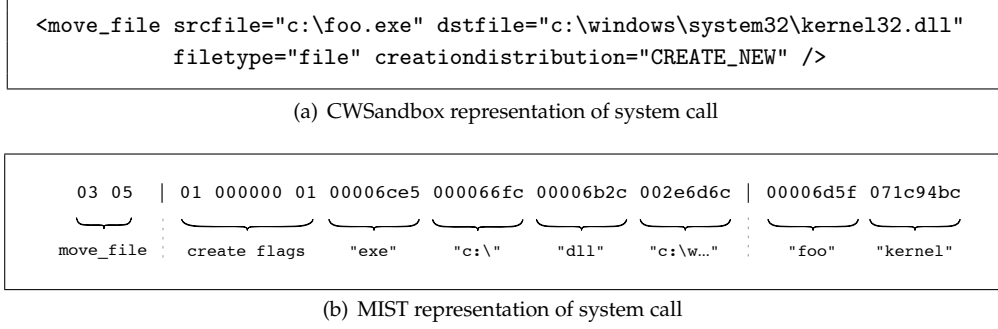 <move_file srcfile="c:\foo.exe" dstfile="c:\windows\system32\kernel32.dll"
filetype="file" creationdistribution="CREATE_NEW" />
(a) CWSandbox representation of system call
03 05 | 01 000000 01 00006ce5 000066fc 00006b2c 002e6d6c | 00006d5f 071c94bc
move_file create flags "exe" "c:\" "dll" "c:\w…" "foo" "kernel"
(b) MIST representation of system call